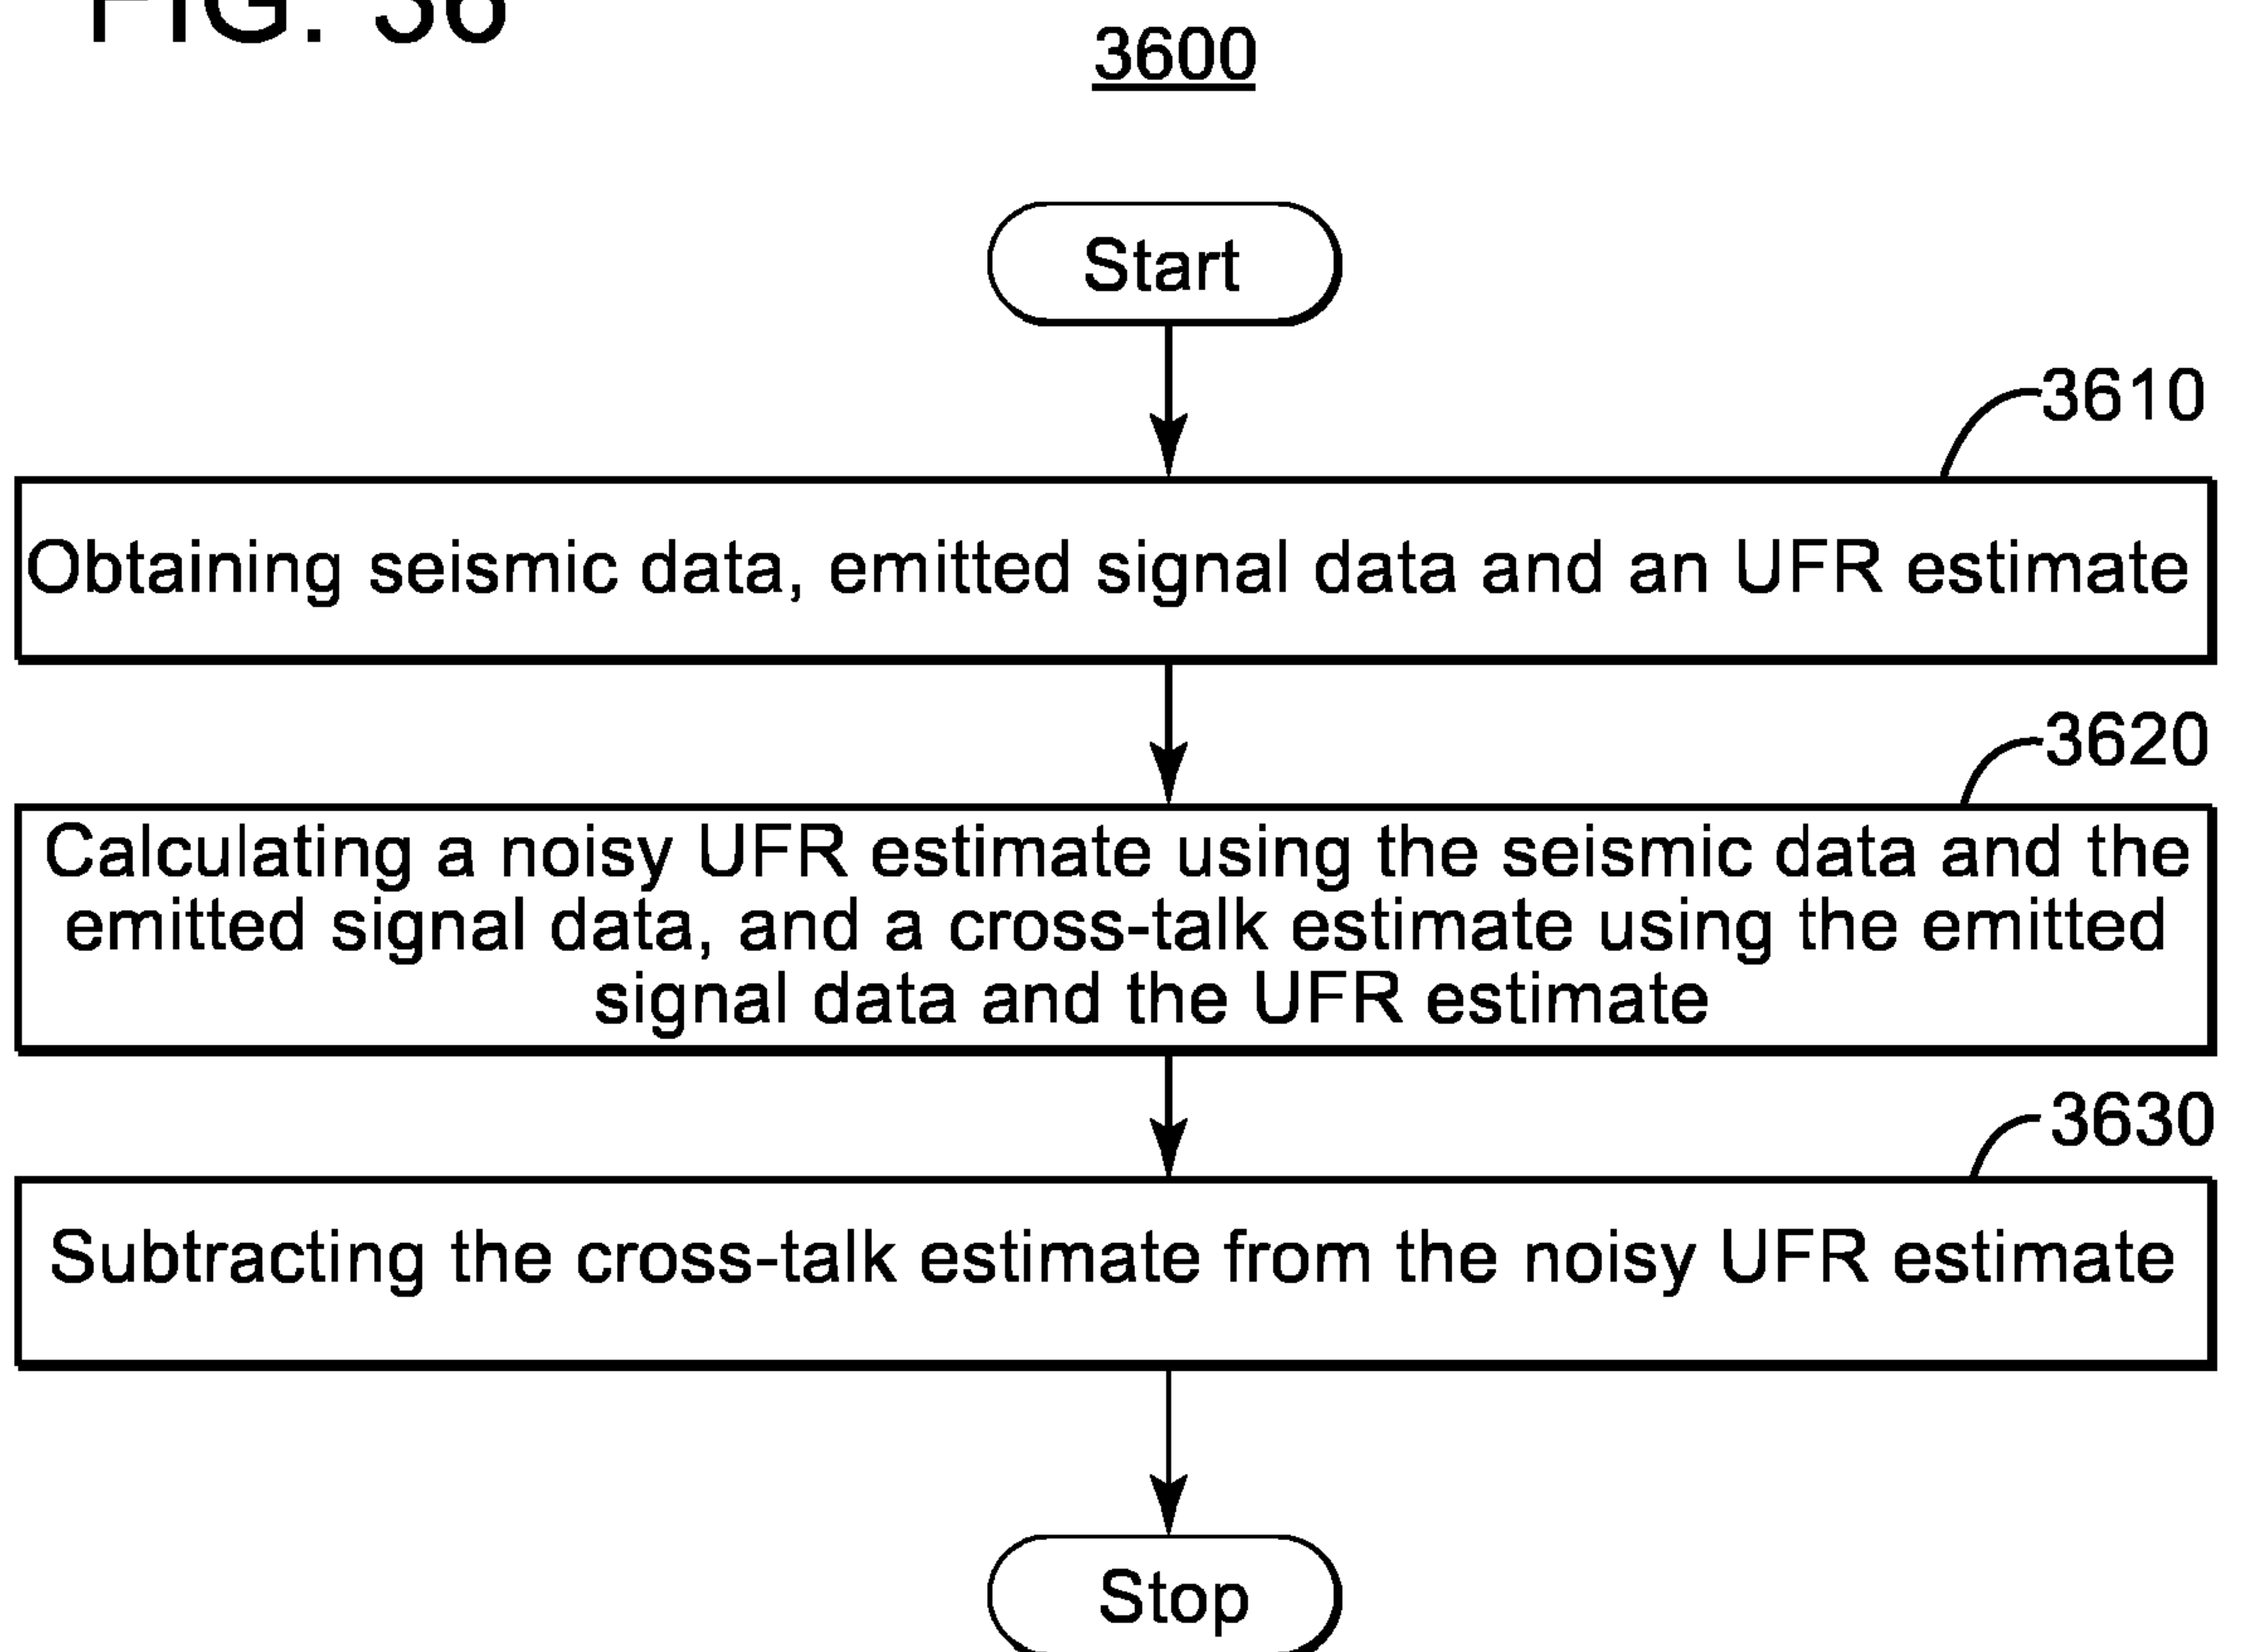 FIG. 36
3600
Start
3610
Obtaining seismic data, emitted signal data and an UFR estimate
3620
Calculating a noisy UFR estimate using the seismic data and the
emitted signal data, and a cross-talk estimate using the emitted
signal data and the UFR estimate
3630
Subtracting the cross-talk estimate from the noisy UFR estimate
Stop